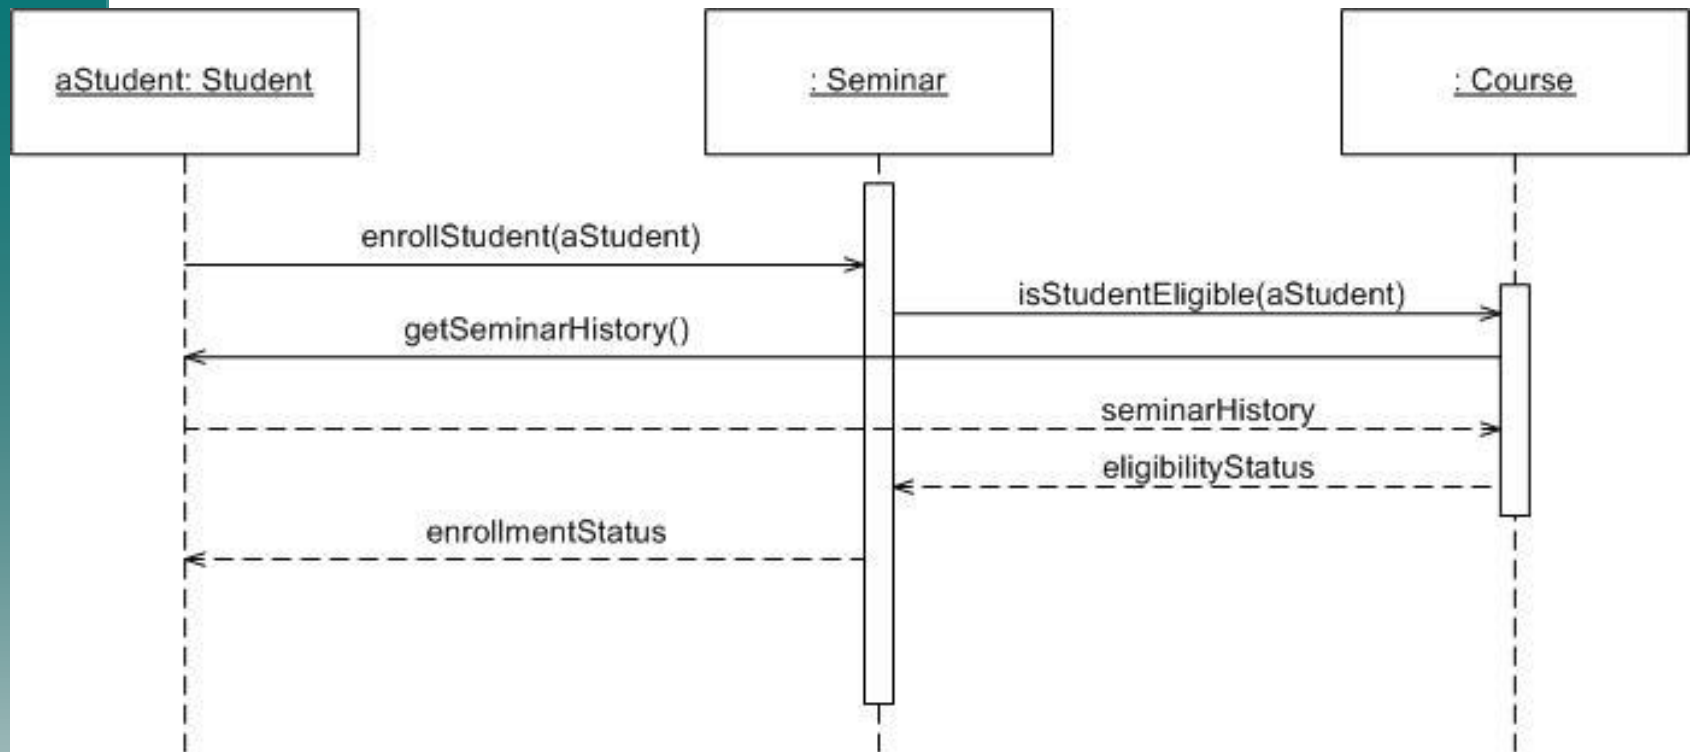 aStudent: Student
: Seminar
: Course
enrollStudent(aStudent)
isStudentEligible(aStudent)
getSeminarHistory()
seminarHistory
eligibilityStatus
enrollmentStatus